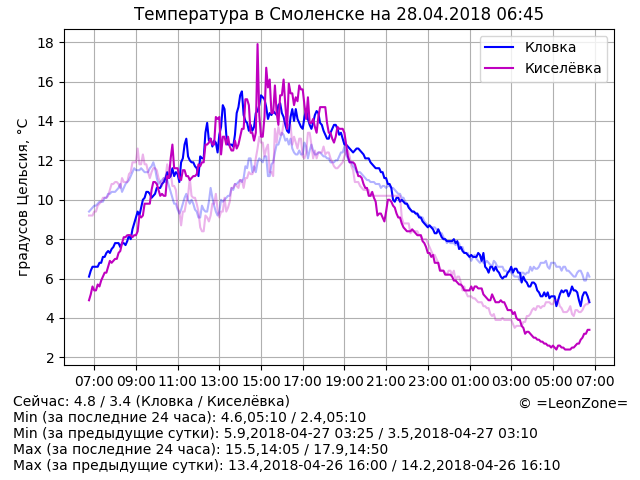 Температура в Смоленске на 28.04.2018 06:45
градусов Цельсия, °C
18
16
14
12
10
8
6
4
2
Кловка
Киселёвка
07:00 09:00 11:00 13:00 15:00 17:00 19:00 21:00 23:00 01:00 03:00 05:00 07:00
Сейчас: 4.8 / 3.4 (Кловка / Киселёвка)
© =LeonZone=
Min (за последние 24 часа): 4.6,05:10 / 2.4,05:10
Min (за предыдущие сутки): 5.9,2018-04-27 03:25 / 3.5,2018-04-27 03:10
Max (за последние 24 часа): 15.5,14:05 / 17.9,14:50
Max (за предыдущие сутки): 13.4,2018-04-26 16:00 / 14.2,2018-04-26 16:10